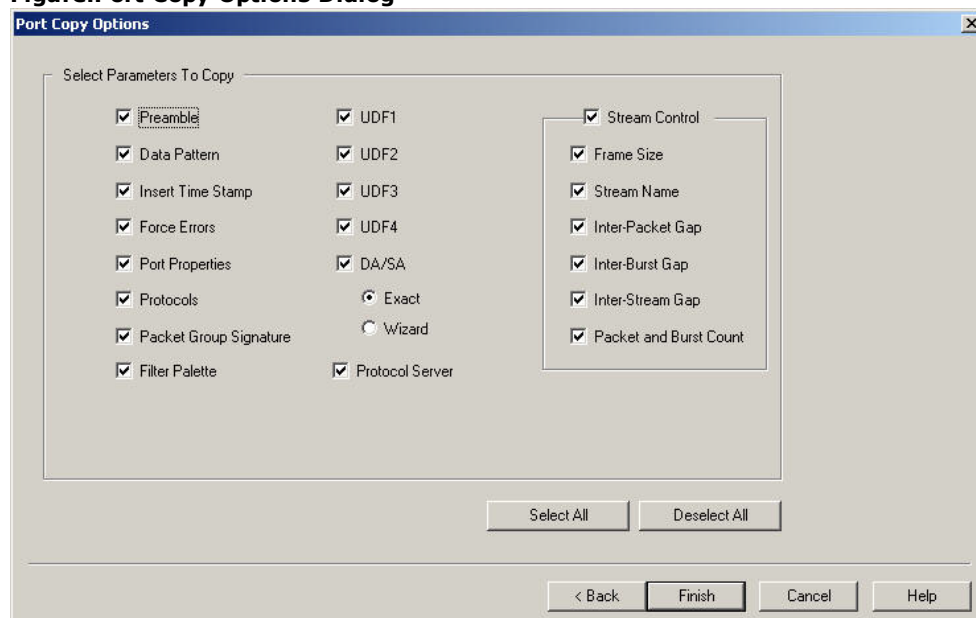 Figure:Port Copy Options Dialog
Port Copy Options
Select Parameters To Copy
Preamble
Data Pattern
Insert Time Stamp
Force Errors
Port Properties
Protocols
Packet Group Signature
Filter Palette
UDF1
UDF2
UDF3
UDF4
DA/SA
Exact
Wizard
Protocol Server
Stream Control
Frame Size
Stream Name
Inter-Packet Gap
Inter-Burst Gap
Inter-Stream Gap
Packet and Burst Count
Select All
Deselect All
< Back
Finish
Cancel
Help